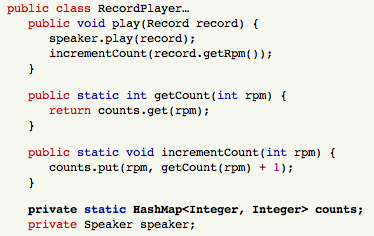 public class RecordPlayer…
public void play(Record record) {
speaker.play(record);
incrementCount(record.getRpm());
}
public static int getCount(int rpm) {
return counts.get(rpm);
}
public static void incrementCount(int rpm) {
counts.put(rpm, getCount(rpm) + 1);
}
private static HashMap<Integer, Integer> counts;
private Speaker speaker;